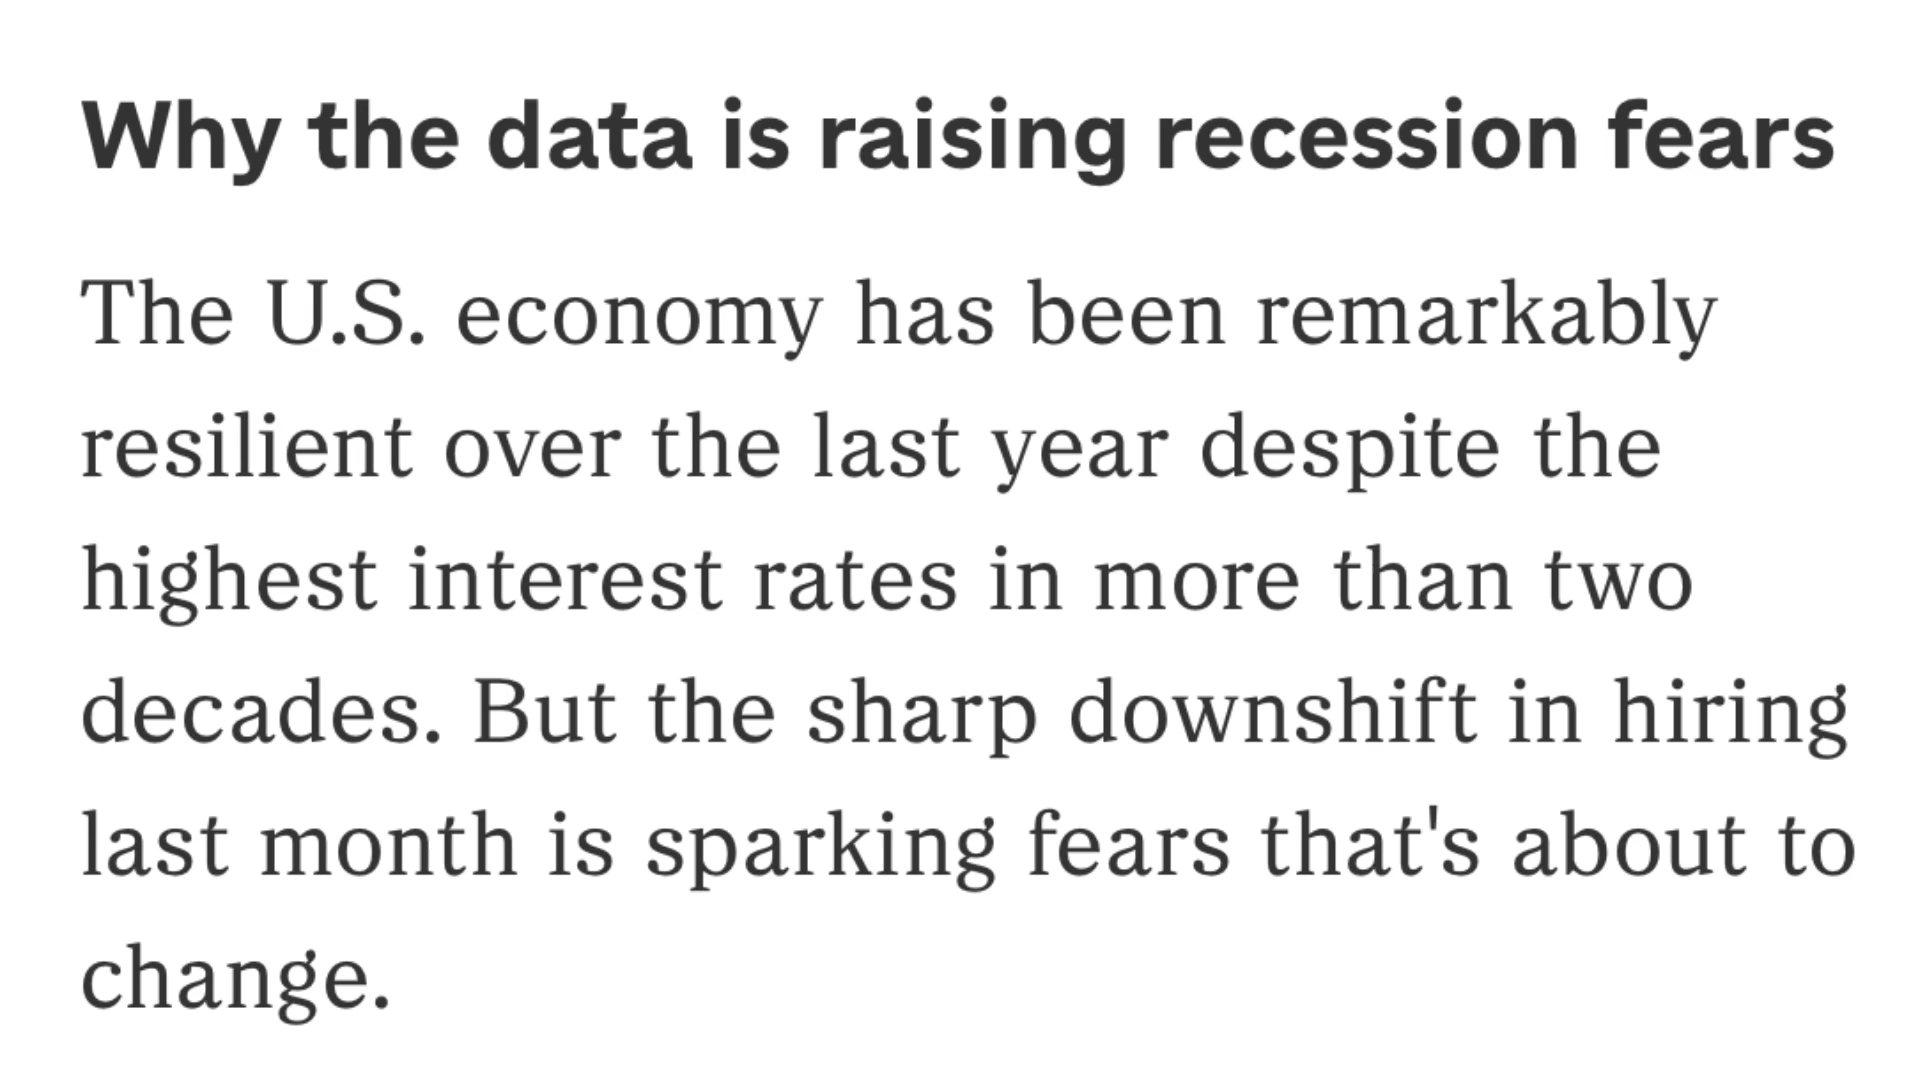 Why the data is raising recession fears
The U.S. economy has been remarkably
resilient over the last year despite the
highest interest rates in more than two
decades. But the sharp downshift in hiring
last month is sparking fears that's about to
change.